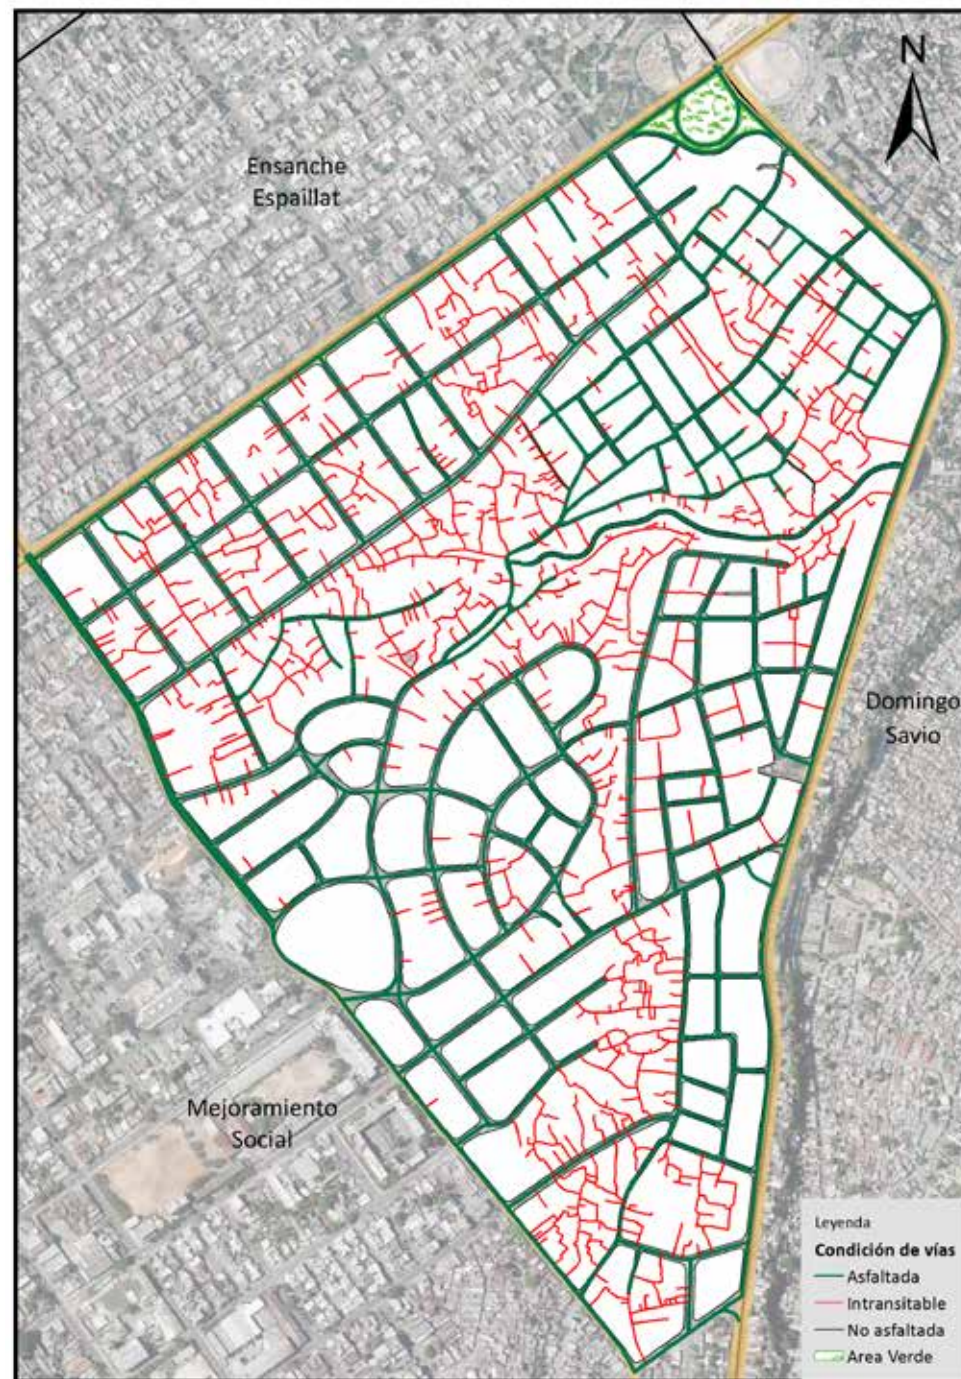 N
Ensanche
Espaillat
Domingo
Savio
Mejoramiento
Social
Leyenda
Condición de vías
Asfaltada
Intransitable
No asfaltada
Area Verde